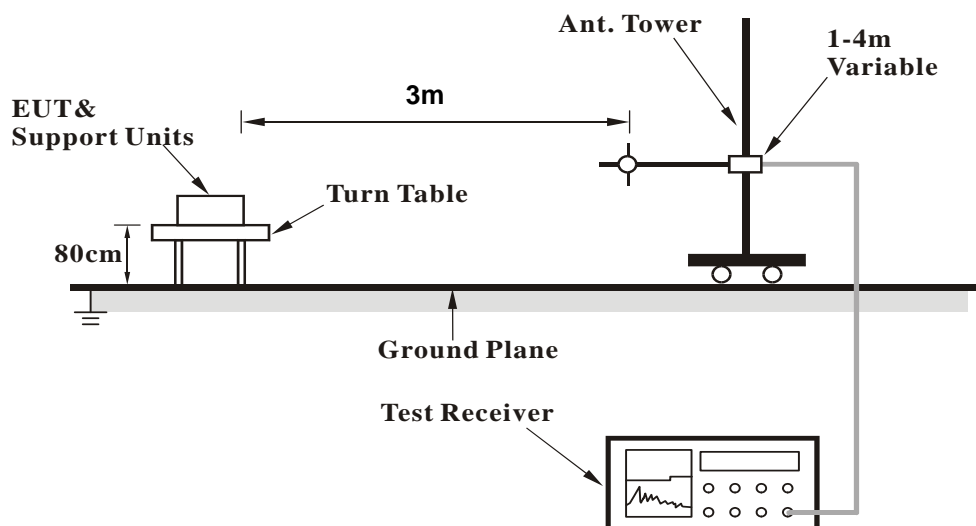 Ant. Tower
1-4m
Variable
3m
EUT&
Support Units
Turn Table
80cm
Ground Plane
Test Receiver